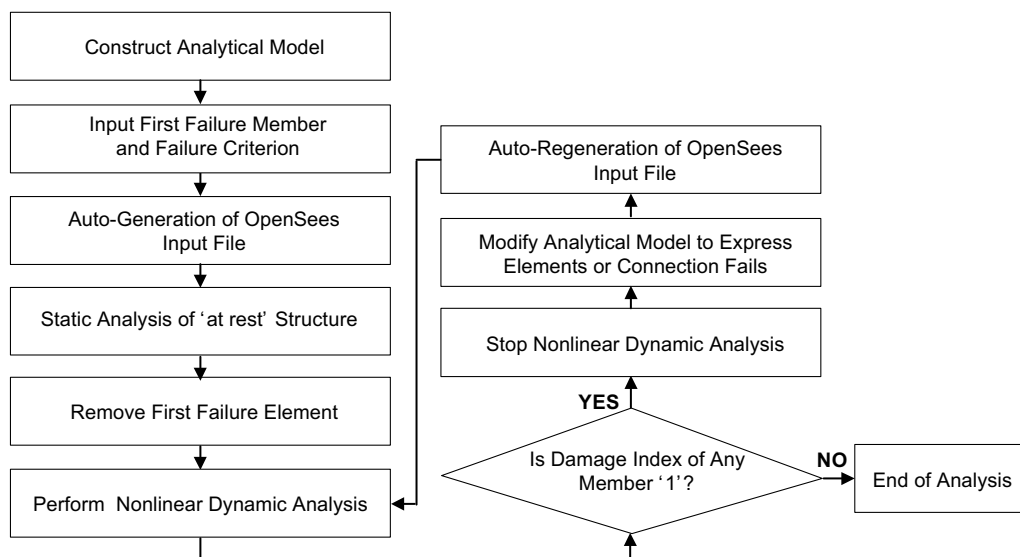 Construct Analytical Model
Input First Failure Member
and Failure Criterion
Auto-Generation of OpenSees
Input File
Static Analysis of ‘at rest’ Structure
Remove First Failure Element
Perform Nonlinear Dynamic Analysis
Auto-Regeneration of OpenSees
Input File
Modify Analytical Model to Express
Elements or Connection Fails
Stop Nonlinear Dynamic Analysis
YES
Is Damage Index of Any
Member ‘1’?
NO
End of Analysis